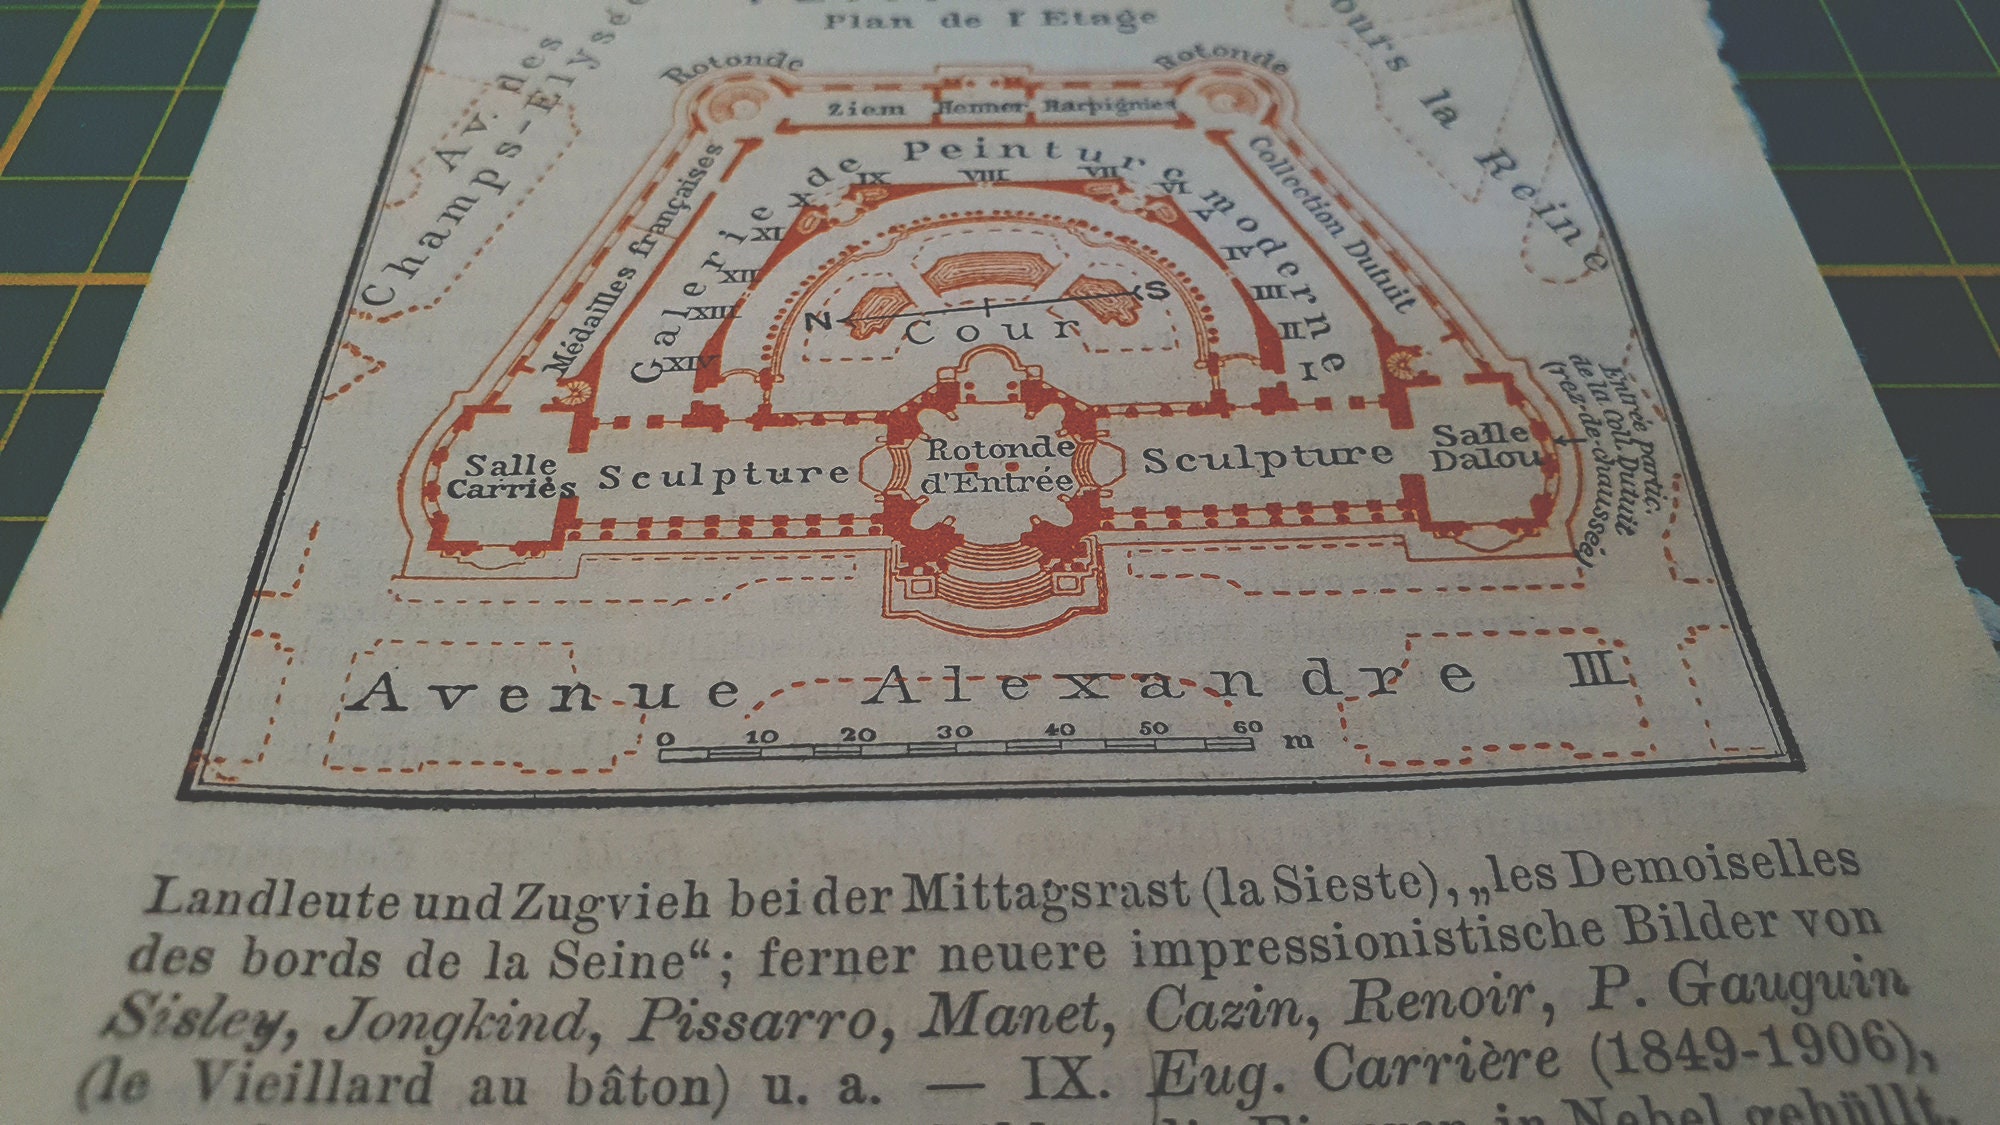 Plan de l'Etage
Av. des
Champs-Elysées
Cours la Reine
Rotonde
Rotonde
Ziem
Henner
Harpignies
Médailles françaises
Galerie de Peinture moderne
Collection Dutuit
I
II
III
IV
V
VI
VII
VIII
IX
X
XI
XII
XIII
XIV
N
S
Cour
Salle
Carriès
Sculpture
Rotonde
d'Entrée
Sculpture
Salle
Dalou
Entrée partic.
de la Coll. Dutuit
(rez-de-chaussée)
Avenue Alexandre III
0 10 20 30 40 50 60 m
Landleute und Zugvieh bei der Mittagsrast (la Sieste), „les Demoiselles
des bords de la Seine“; ferner neuere impressionistische Bilder von
Sisley, Jongkind, Pissarro, Manet, Cazin, Renoir, P. Gauguin
(le Vieillard au bâton) u. a. — IX. Eug. Carrière (1849-1906),
die Figuren in Nebel gehüllt.